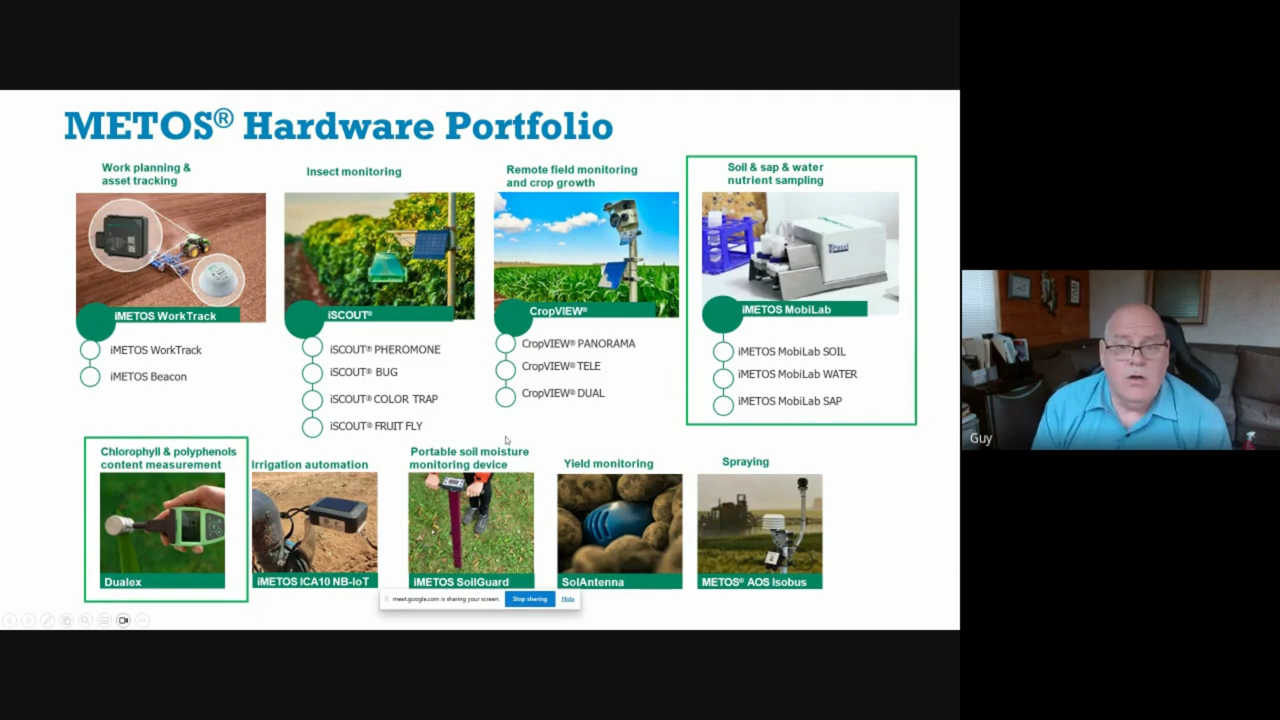 METOS® Hardware Portfolio
Work planning &
asset tracking
iMETOS WorkTrack
iMETOS WorkTrack
iMETOS Beacon
Insect monitoring
iSCOUT®
iSCOUT® PHEROMONE
iSCOUT® BUG
iSCOUT® COLOR TRAP
iSCOUT® FRUIT FLY
Remote field monitoring
and crop growth
CropVIEW®
CropVIEW® PANORAMA
CropVIEW® TELE
CropVIEW® DUAL
Soil & sap & water
nutrient sampling
Pessl
iMETOS MobiLab
iMETOS MobiLab SOIL
iMETOS MobiLab WATER
iMETOS MobiLab SAP
Guy
Chlorophyll & polyphenols
content measurement
Dualex
Irrigation automation
iMETOS ICA10 NB-IoT
Portable soil moisture
monitoring device
iMETOS SoilGuard
Yield monitoring
SolAntenna
Spraying
METOS® AOS Isobus
meet.google.com is sharing your screen.
Stop sharing
Hide